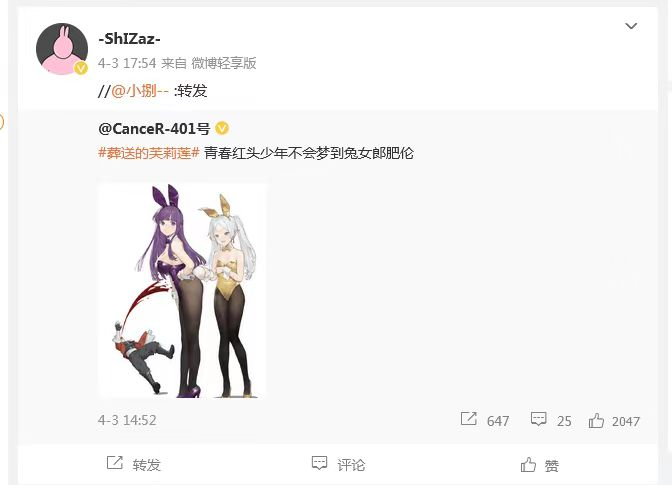 -ShIZaz-
4-3 17:54 来自 微博轻享版
//@小捌-- :转发
@CanceR-401号
#葬送的芙莉莲# 青春红头少年不会梦到兔女郎肥伦
4-3 14:52
647
25
2047
转发
评论
赞